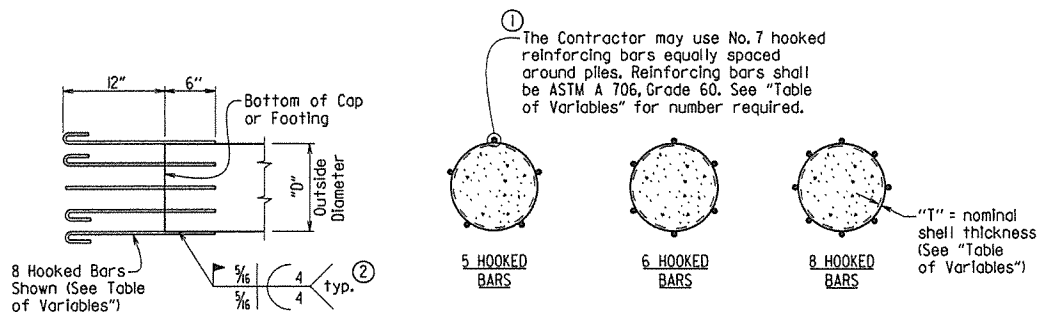 ①
The Contractor may use No. 7 hooked
reinforcing bars equally spaced
around piles. Reinforcing bars shall
be ASTM A 706, Grade 60. See "Table
of Variables" for number required.
12"
6"
Bottom of Cap
or Footing
"D"
Outside
Diameter
8 Hooked Bars
Shown (See Table
of Variables")
5/16
4
5/16
4
typ.
②
5 HOOKED
BARS
6 HOOKED
BARS
8 HOOKED
BARS
"T" = nominal
shell thickness
(See "Table
of Variables")